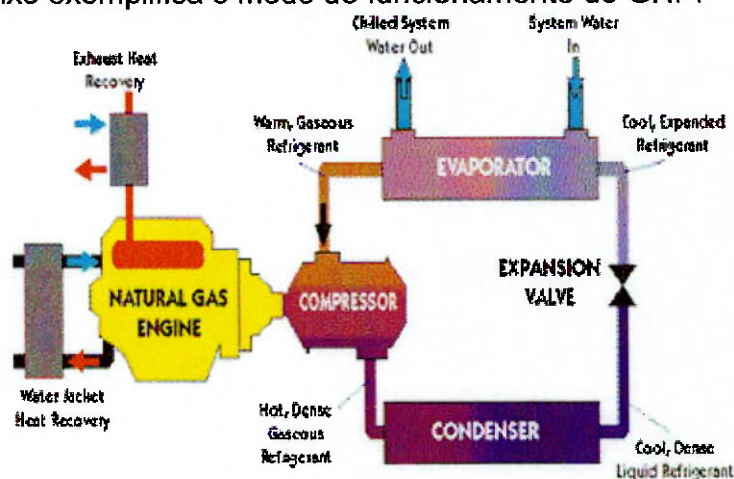 Chilled System
Water Out
System Water
In
Exhaust Heat
Recovery
Warm, Gaseous
Refrigerant
Cool, Expanded
Refrigerant
EVAPORATOR
EXPANSION
VALVE
NATURAL GAS
ENGINE
COMPRESSOR
Water Jacket
Heat Recovery
Hot, Dense
Gaseous
Refrigerant
CONDENSER
Cool, Dense
Liquid Refrigerant